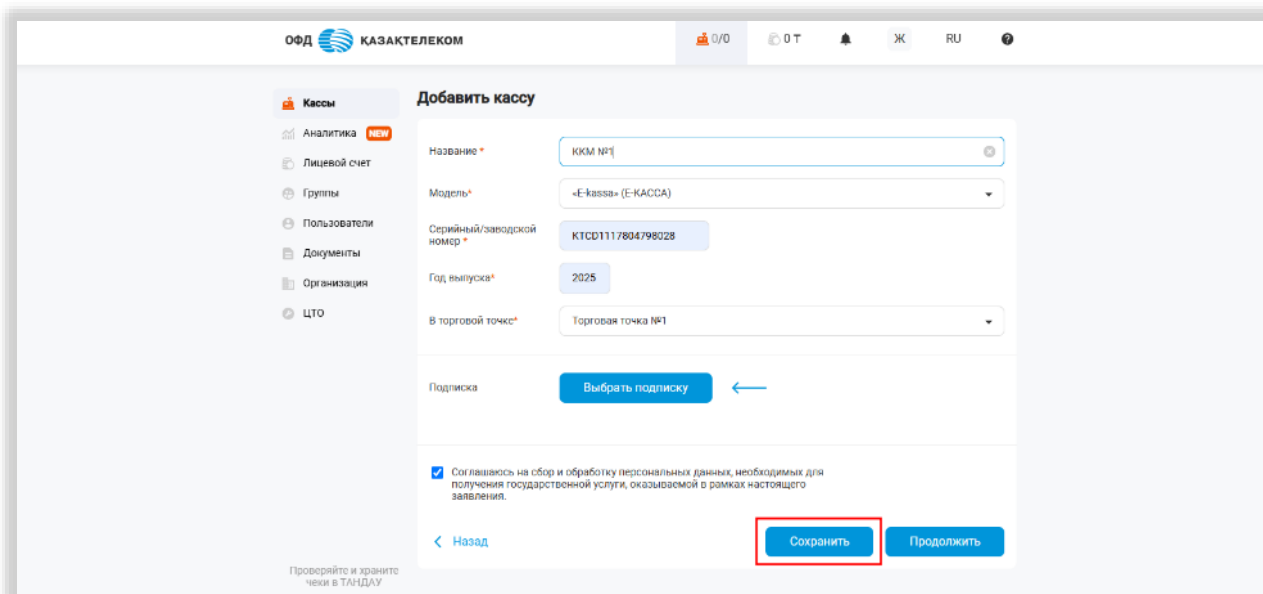 ОФД ҚАЗАҚТЕЛЕКОМ 0/0 0 ₸ Ж RU
Кассы
Аналитика NEW
Лицевой счет
Группы
Пользователи
Документы
Организация
ЦТО
Проверяйте и храните
чеки в ТАНДАУ
Добавить кассу
Название * ККМ №1
Модель* «E-kassa» (Е-КАССА)
Серийный/заводской
номер * KTCD1117804798028
Год выпуска* 2025
В торговой точке* Торговая точка №1
Подписка Выбрать подписку
Соглашаюсь на сбор и обработку персональных данных, необходимых для
получения государственной услуги, оказываемой в рамках настоящего
заявления.
Назад Сохранить Продолжить